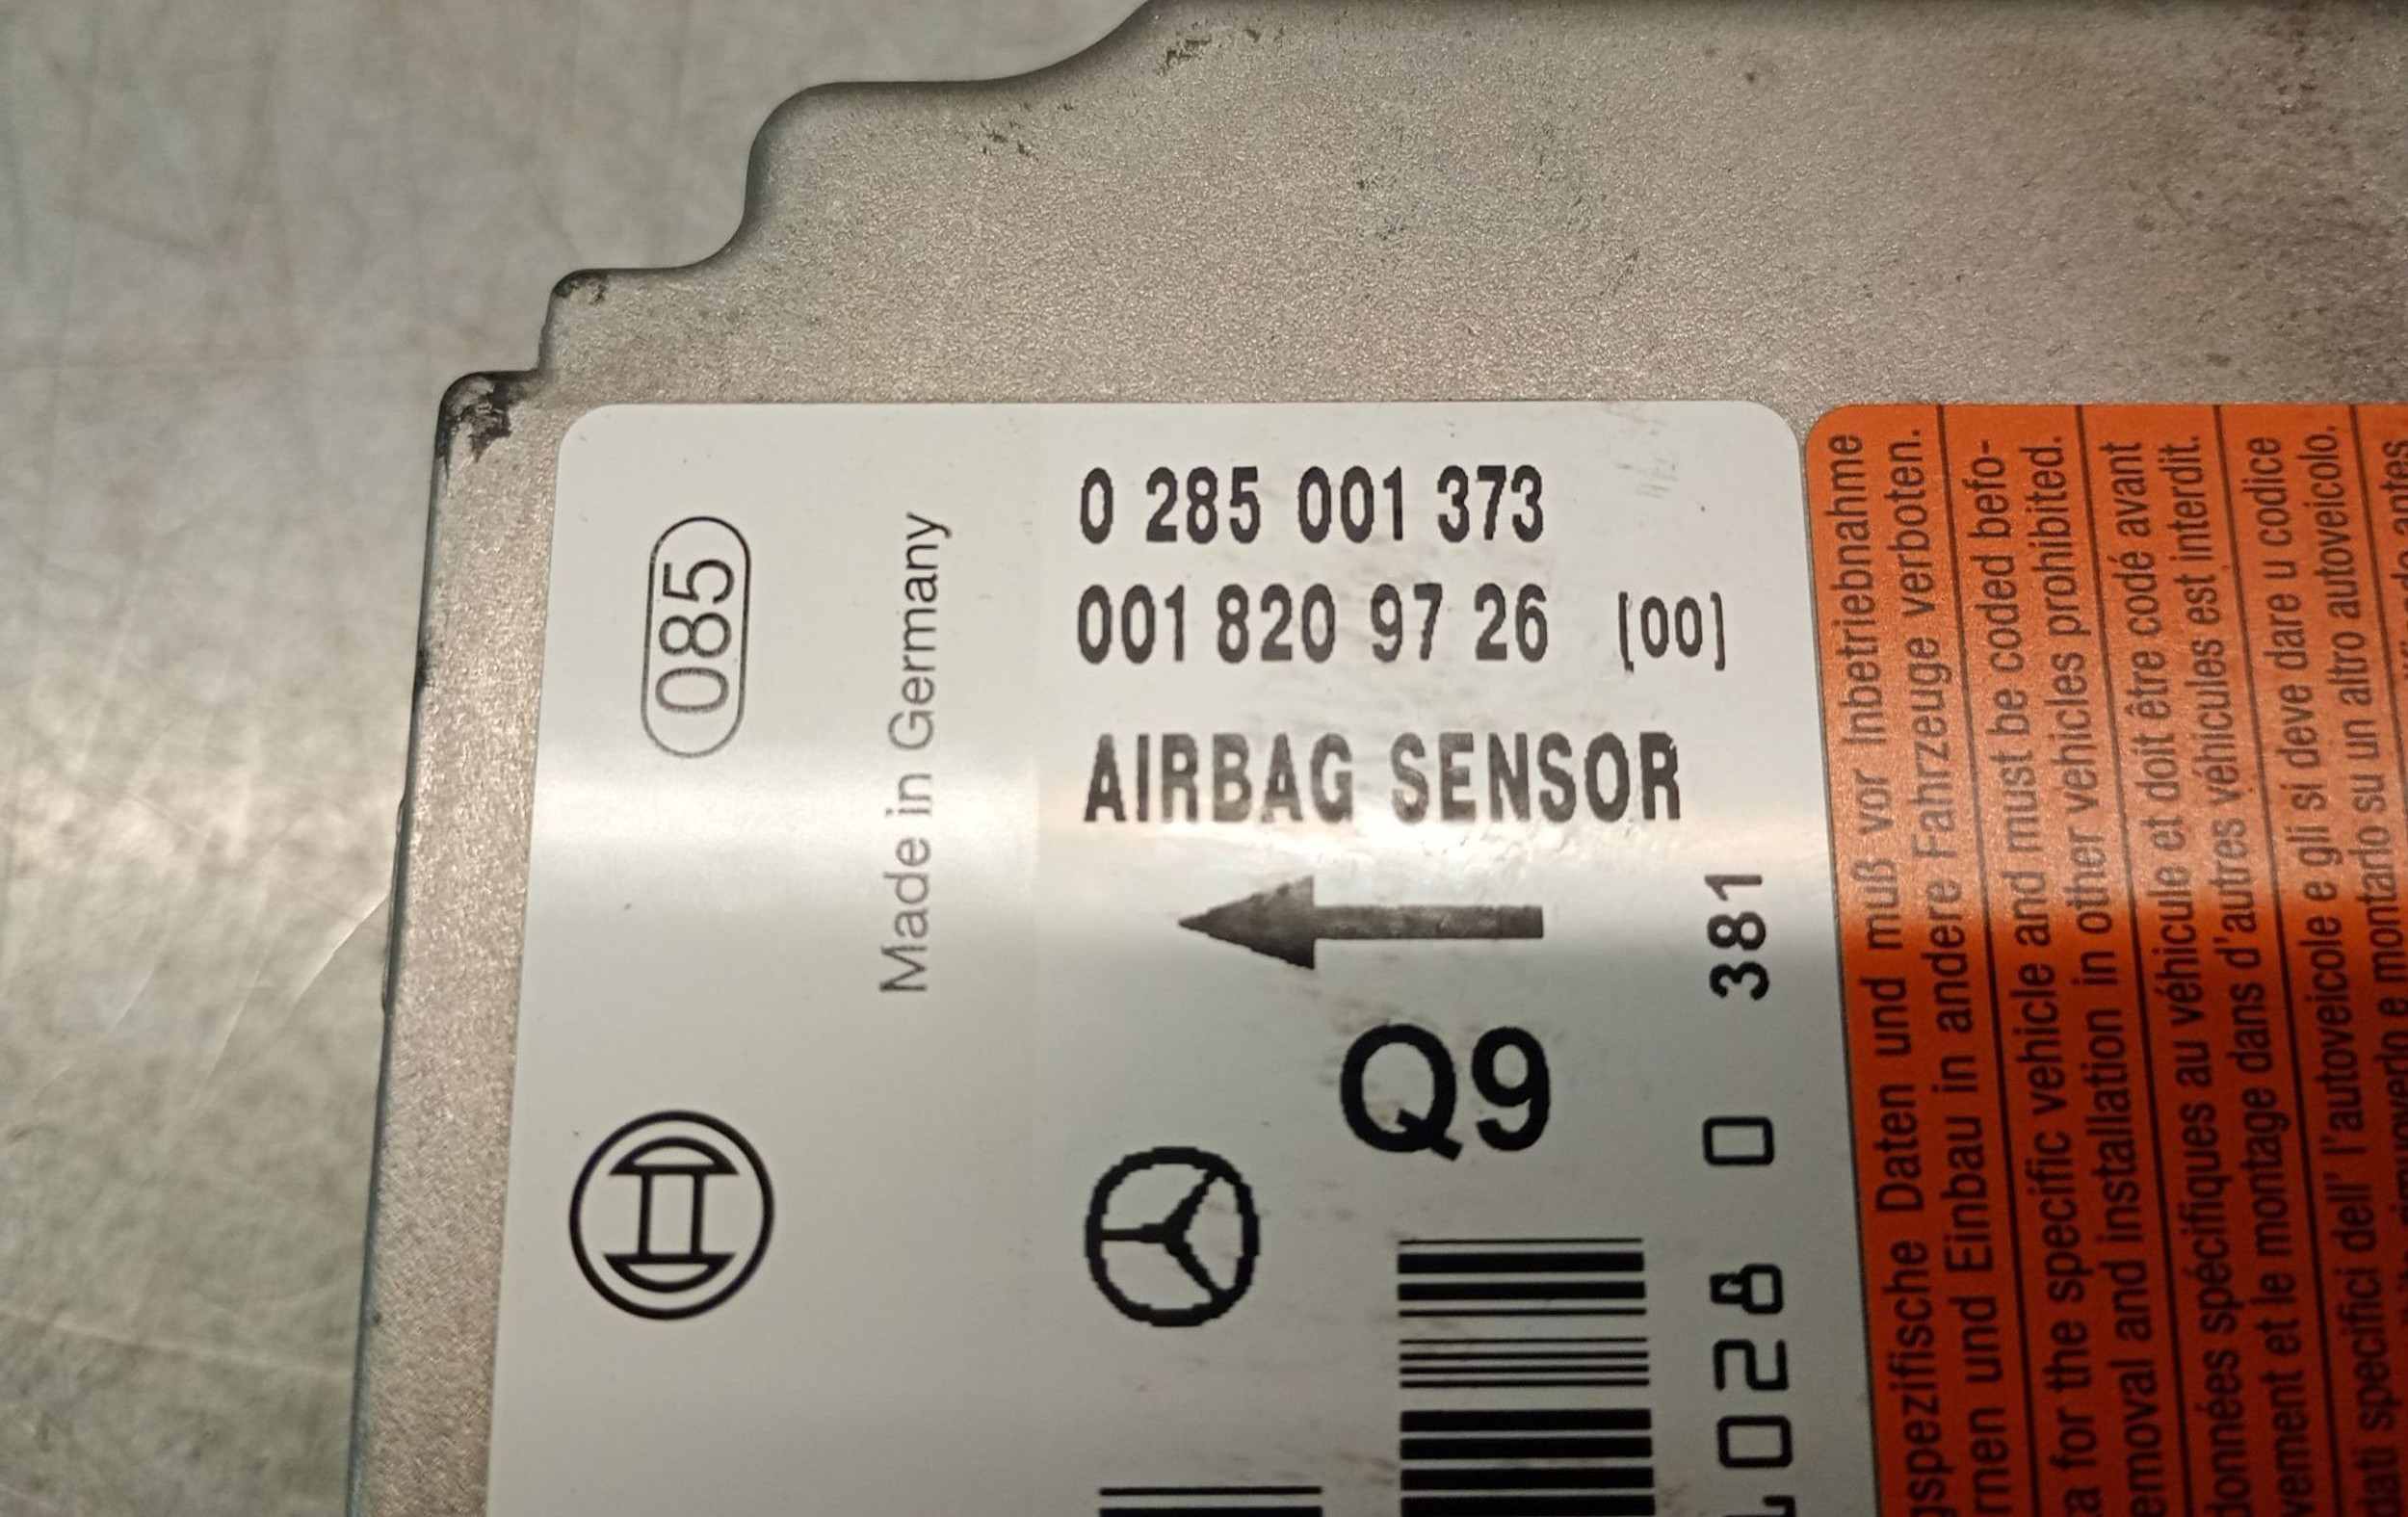 0 285 001 373
001 820 97 26 [00]
AIRBAG SENSOR
Q9
085
Made in Germany
028 0 381
gspezifische Daten und muß vor Inbetriebnahme
rnen und Einbau in andere Fahrzeuge verboten.
a for the specific vehicle and must be coded befo-
emoval and installation in other vehicles prohibited.
données spécifiques au véhicule et doit être codé avant
vement et le montage dans d'autres véhicules est interdit.
dati specifici dell' l'autoveicole e gli si deve dare u codice
e montarlo su un altro autoveicolo.